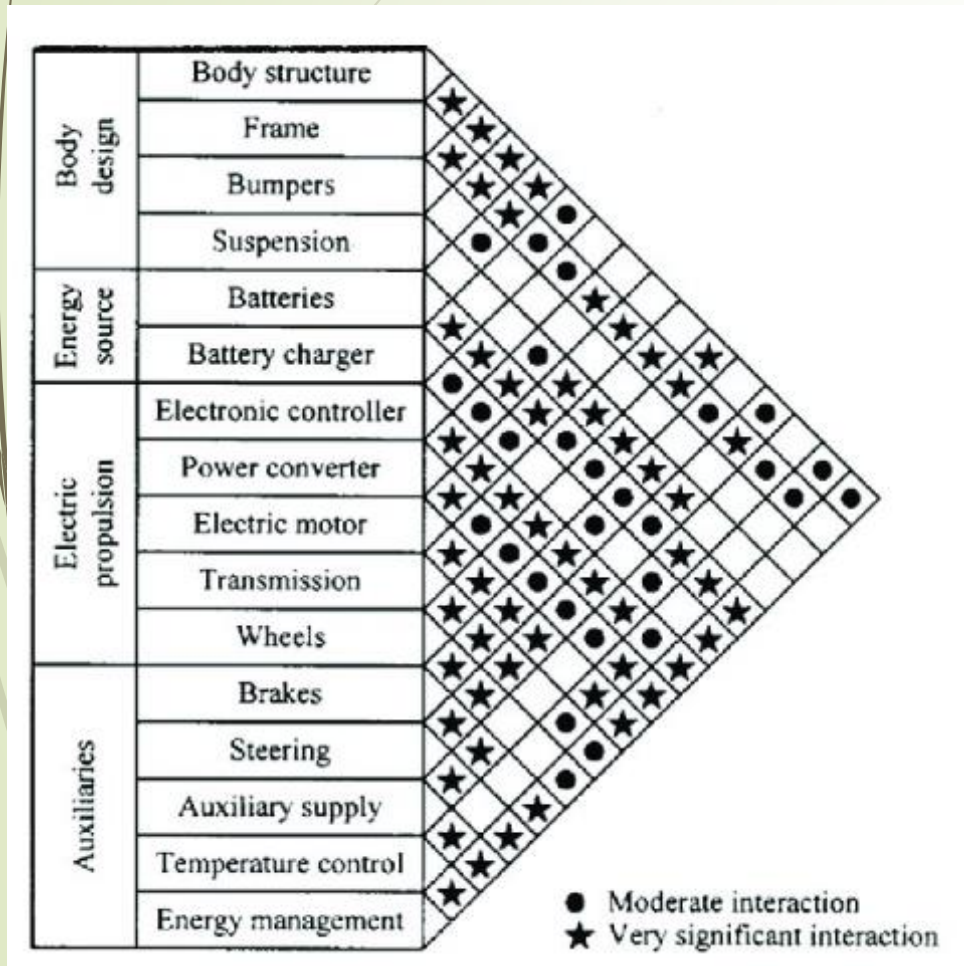 Body
design
Body structure
Frame
Bumpers
Suspension
Energy
source
Batteries
Battery charger
Electric
propulsion
Electronic controller
Power converter
Electric motor
Transmission
Wheels
Auxiliaries
Brakes
Steering
Auxiliary supply
Temperature control
Energy management
Moderate interaction
Very significant interaction